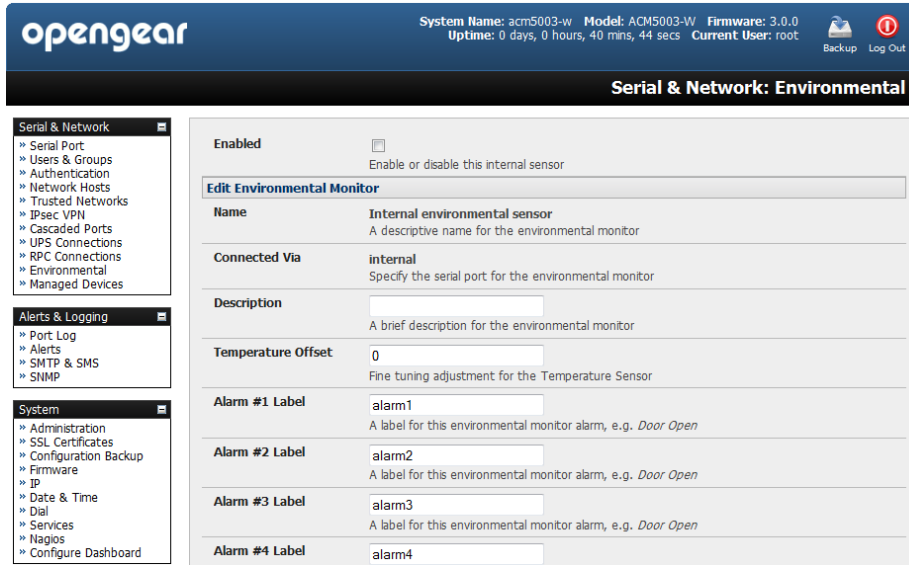 opengear
System Name: acm5003-w Model: ACM5003-W Firmware: 3.0.0
Uptime: 0 days, 0 hours, 40 mins, 44 secs Current User: root
Backup
Log Out
Serial & Network: Environmental
Serial & Network
» Serial Port
» Users & Groups
» Authentication
» Network Hosts
» Trusted Networks
» IPsec VPN
» Cascaded Ports
» UPS Connections
» RPC Connections
» Environmental
» Managed Devices
Alerts & Logging
» Port Log
» Alerts
» SMTP & SMS
» SNMP
System
» Administration
» SSL Certificates
» Configuration Backup
» Firmware
» IP
» Date & Time
» Dial
» Services
» Nagios
» Configure Dashboard
Enabled
Enable or disable this internal sensor
Edit Environmental Monitor
Name
Internal environmental sensor
A descriptive name for the environmental monitor
Connected Via
internal
Specify the serial port for the environmental monitor
Description
A brief description for the environmental monitor
Temperature Offset
0
Fine tuning adjustment for the Temperature Sensor
Alarm #1 Label
alarm1
A label for this environmental monitor alarm, e.g. Door Open
Alarm #2 Label
alarm2
A label for this environmental monitor alarm, e.g. Door Open
Alarm #3 Label
alarm3
A label for this environmental monitor alarm, e.g. Door Open
Alarm #4 Label
alarm4